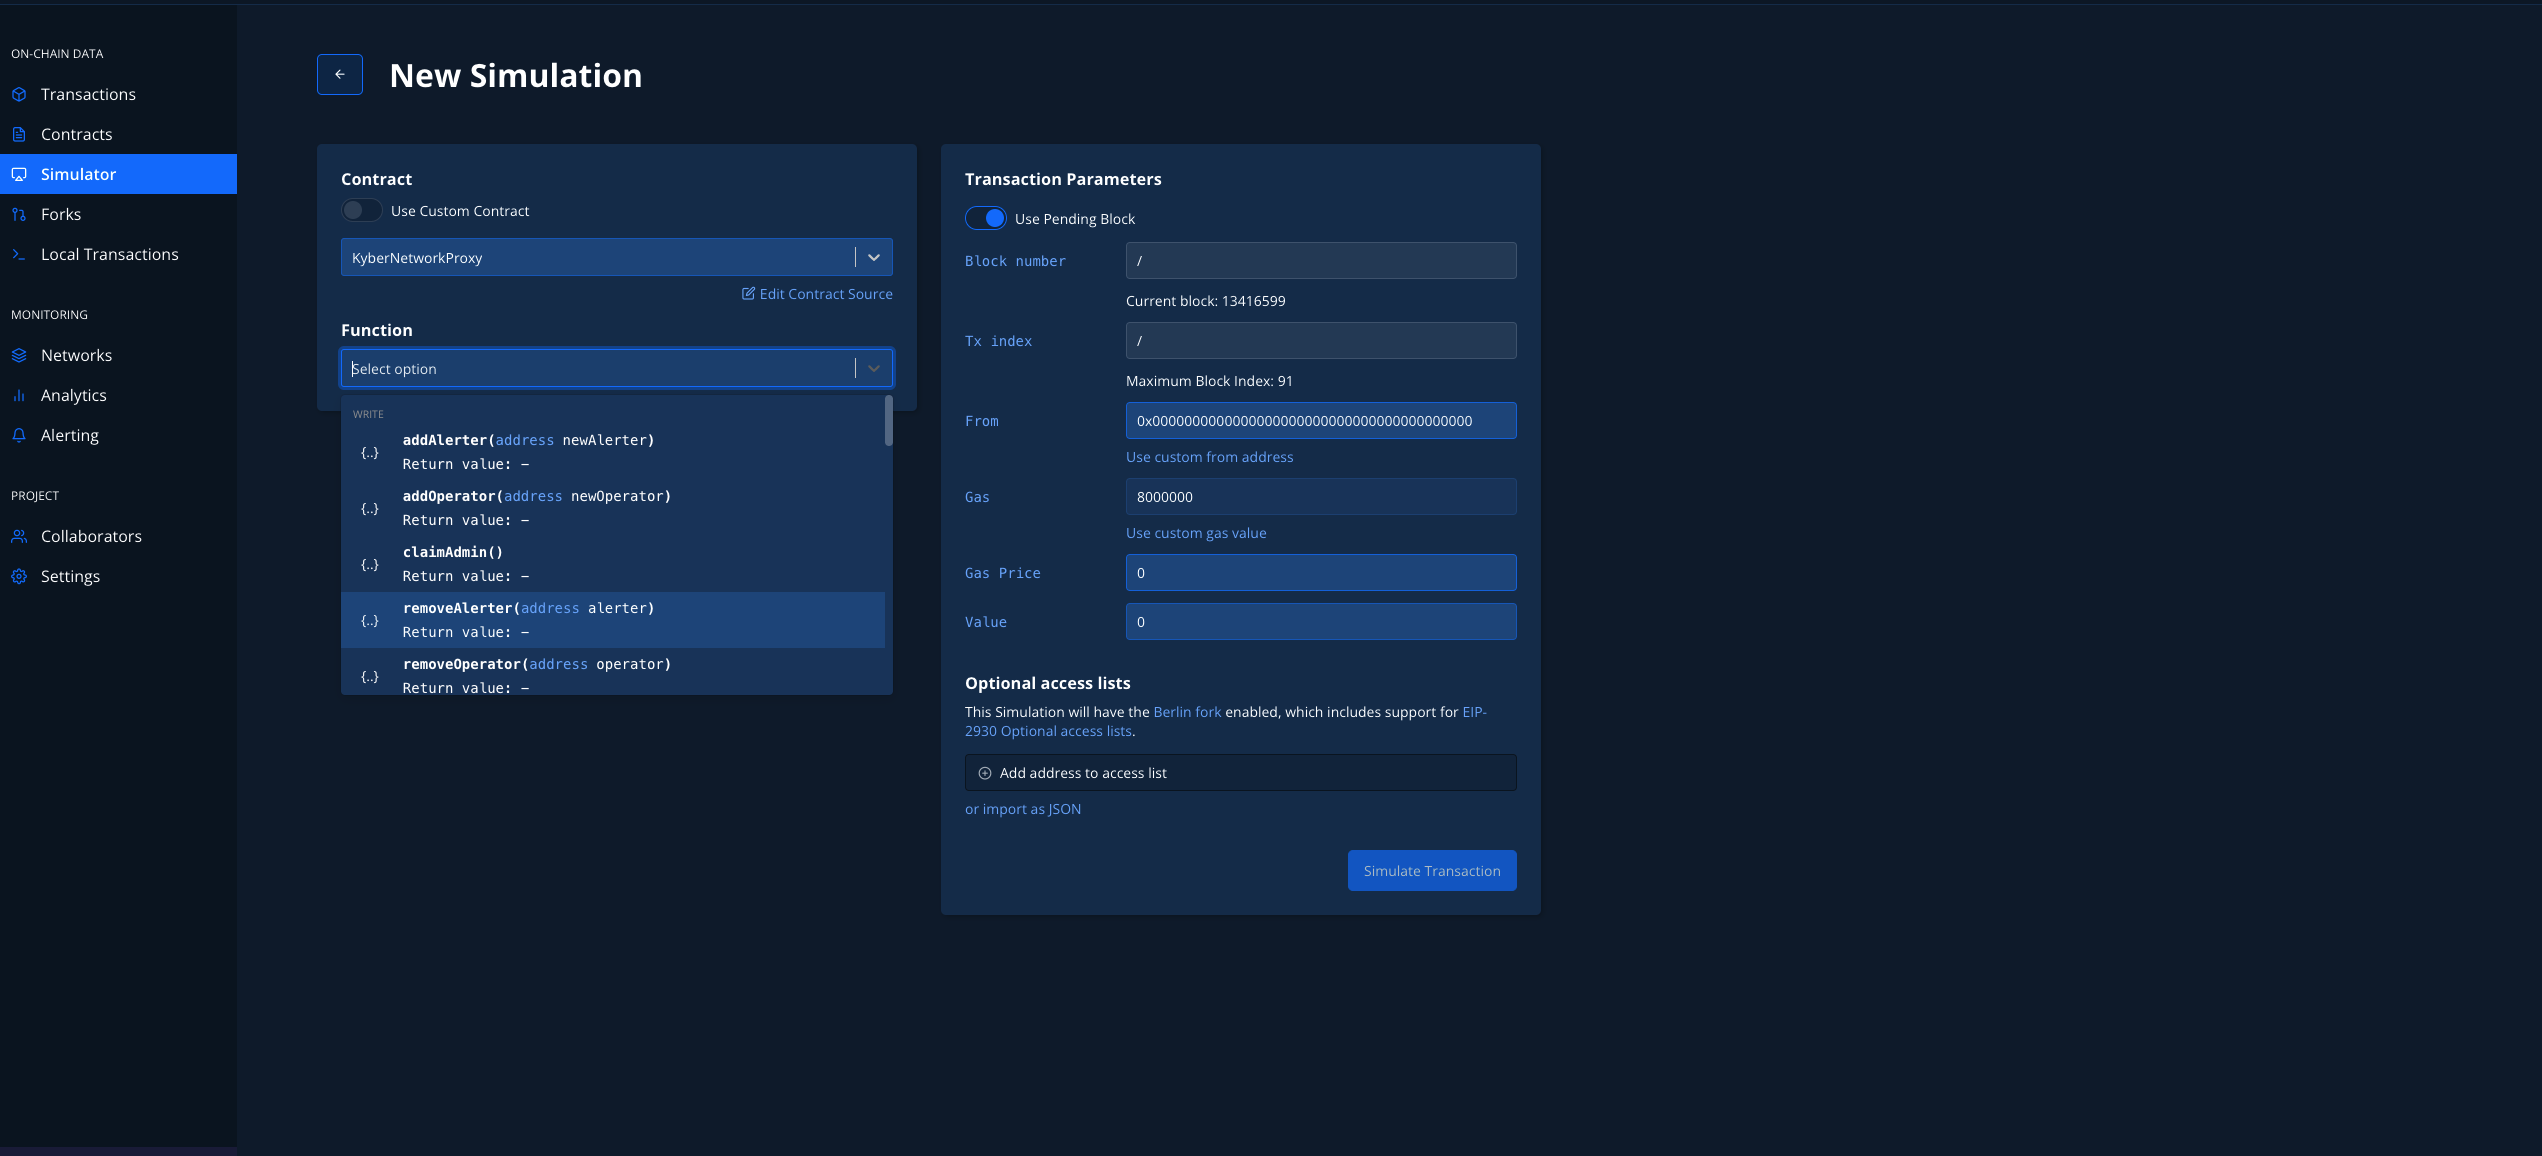 ON-CHAIN DATA
Transactions
Contracts
Simulator
Forks
Local Transactions
MONITORING
Networks
Analytics
Alerting
PROJECT
Collaborators
Settings
New Simulation
Contract
Use Custom Contract
KyberNetworkProxy
Edit Contract Source
Function
Select option
WRITE
{..}
addAlerter(address newAlerter)
Return value: –
{..}
addOperator(address newOperator)
Return value: –
{..}
claimAdmin()
Return value: –
{..}
removeAlerter(address alerter)
Return value: –
{..}
removeOperator(address operator)
Return value: –
Transaction Parameters
Use Pending Block
Block number
/
Current block: 13416599
Tx index
/
Maximum Block Index: 91
From
0x0000000000000000000000000000000000000000
Use custom from address
Gas
8000000
Use custom gas value
Gas Price
0
Value
0
Optional access lists
This Simulation will have the Berlin fork enabled, which includes support for EIP-
2930 Optional access lists.
Add address to access list
or import as JSON
Simulate Transaction